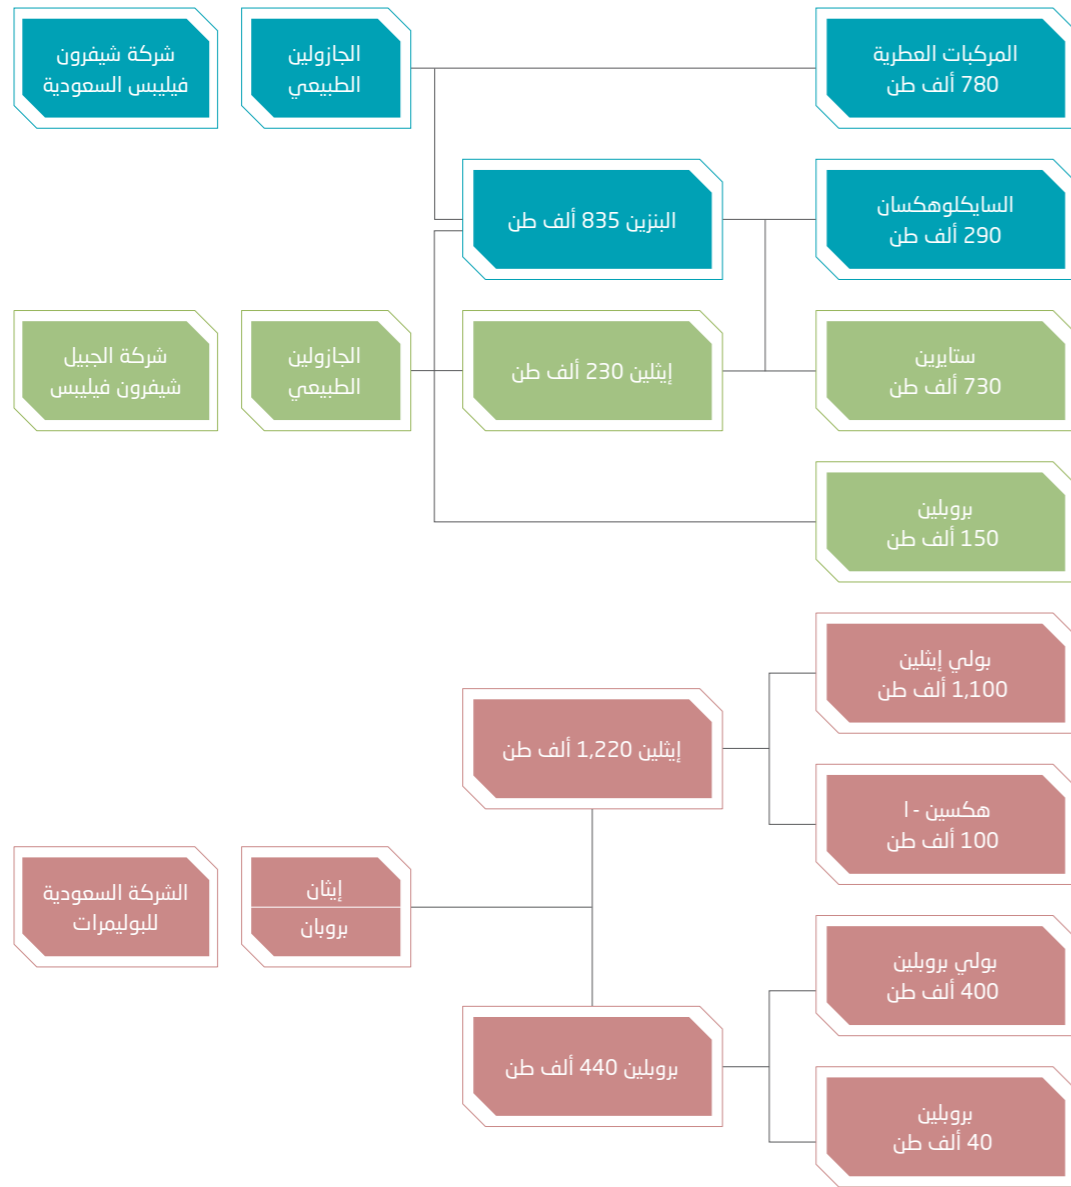 شركة شيفرون
فيليبس السعودية
الجازولين
الطبيعي
المركبات العطرية
780 ألف طن
البنزين 835 ألف طن
السايكلوهكسان
290 ألف طن
شركة الجبيل
شيفرون فيليبس
الجازولين
الطبيعي
إيثلين 230 ألف طن
ستايرين
730 ألف طن
بروبلين
150 ألف طن
الشركة السعودية
للبوليمرات
إيثان
بروبان
إيثلين 1,220 ألف طن
بولي إيثلين
1,100 ألف طن
هكسين - ا
100 ألف طن
بروبلين 440 ألف طن
بولي بروبلين
400 ألف طن
بروبلين
40 ألف طن